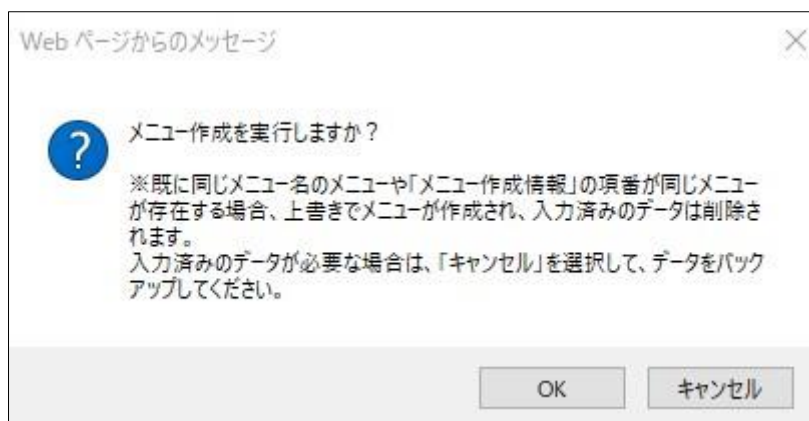 Web ページからのメッセージ
メニュー作成を実行しますか？
※既に同じメニュー名のメニューや「メニュー作成情報」の項番が同じメニュー
が存在する場合、上書きでメニューが作成され、入力済みのデータは削除さ
れます。
入力済みのデータが必要な場合は、「キャンセル」を選択して、データをバック
アップしてください。
OK
キャンセル